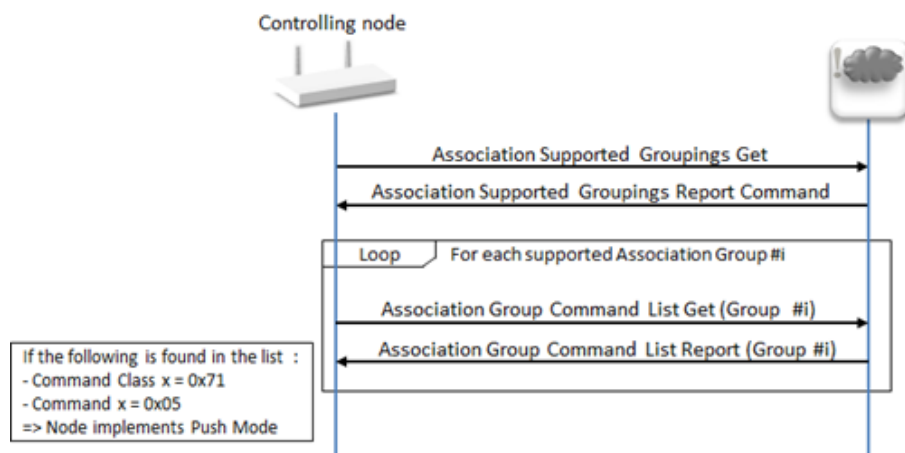 Controlling node
!
Association Supported Groupings Get
Association Supported Groupings Report Command
Loop
For each supported Association Group #i
Association Group Command List Get (Group #i)
Association Group Command List Report (Group #i)
If the following is found in the list :
- Command Class x = 0x71
- Command x = 0x05
=> Node implements Push Mode